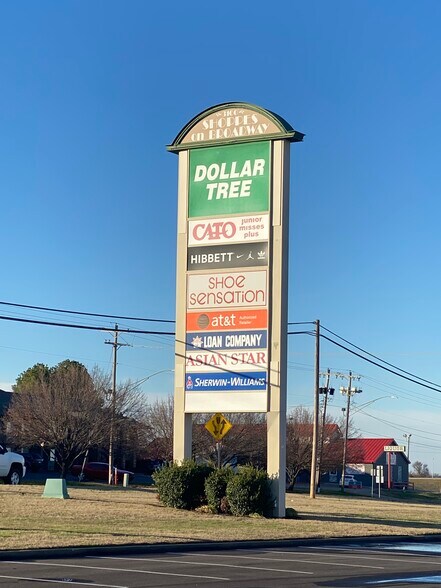 SHOPPES
ON BROADWAY
DOLLAR
TREE
CATO junior
misses
plus
HIBBETT
shoe
sensation
at&t
LOAN COMPANY
ASIAN STAR
SHERWIN-WILLIAMS